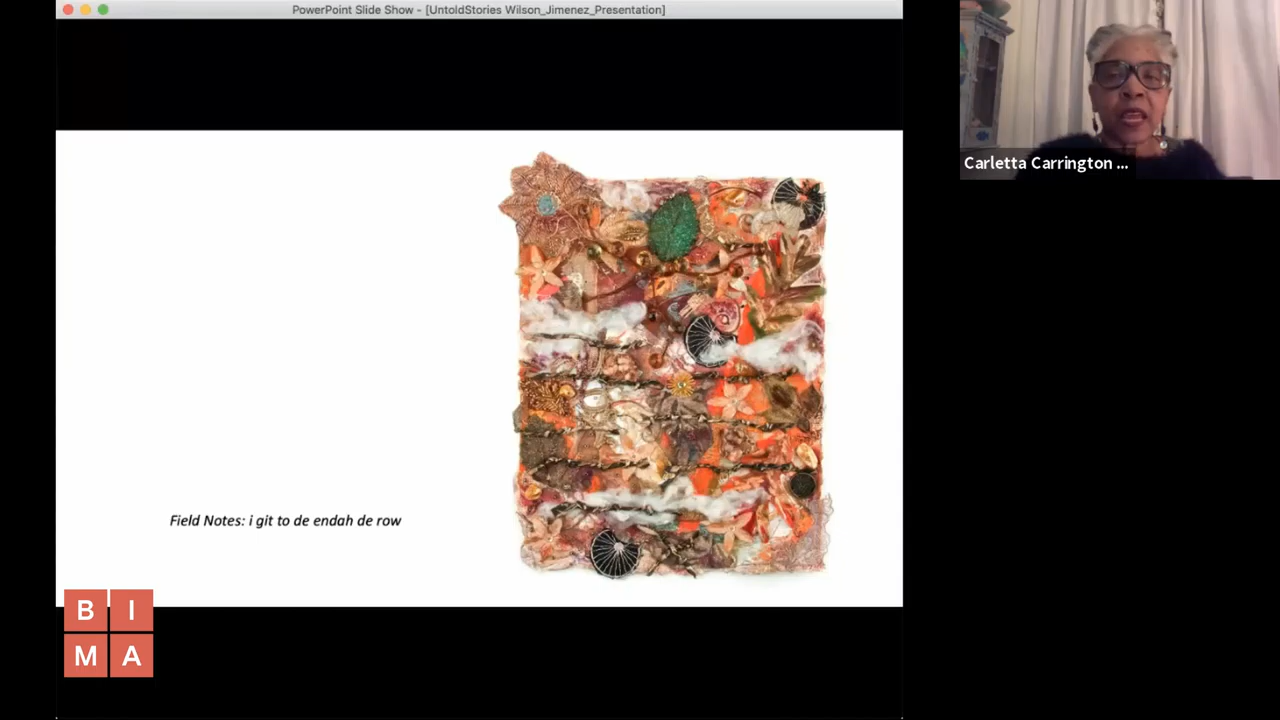 PowerPoint Slide Show - [UntoldStories Wilson_Jimenez_Presentation]
Carletta Carrington ...
Field Notes: i git to de endah de row
B I
M A